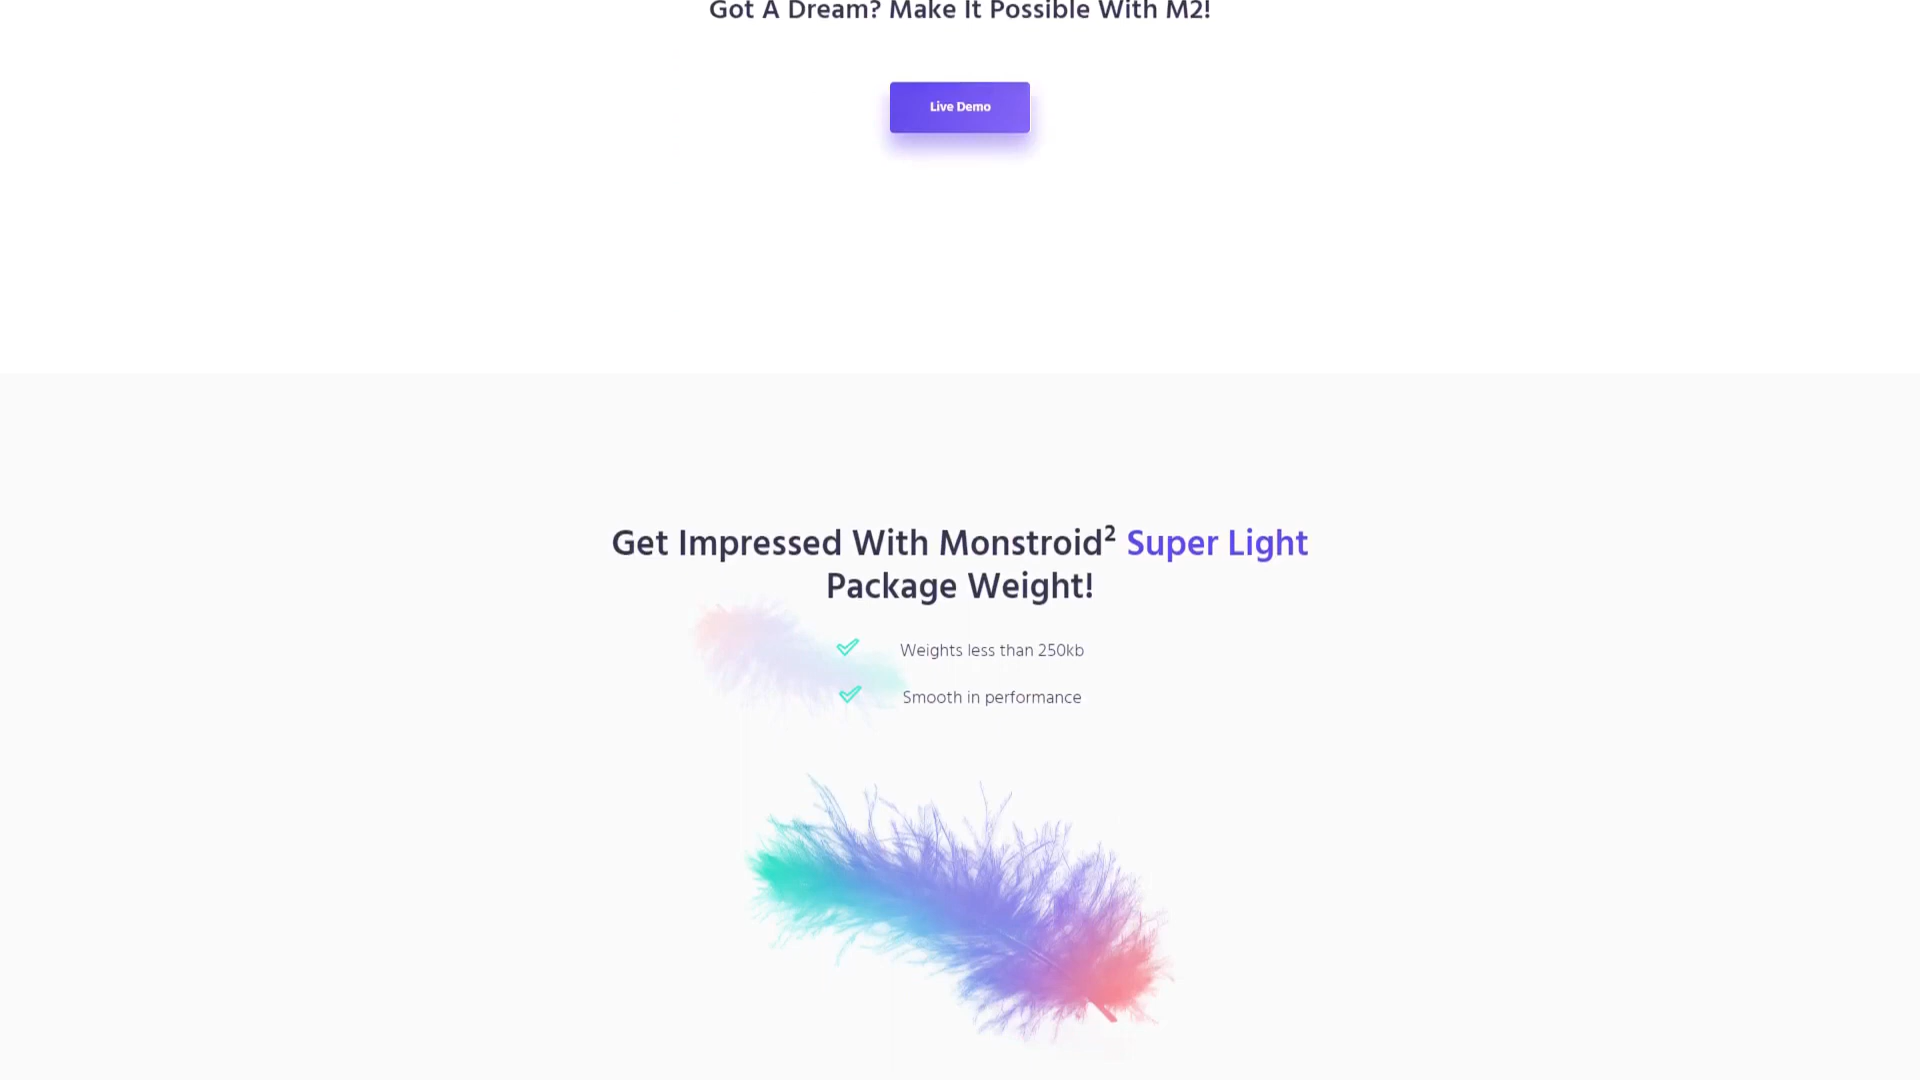 Got A Dream? Make It Possible With M2!
Live Demo
Get Impressed With Monstroid² Super Light
Package Weight!
Weights less than 250kb
Smooth in performance